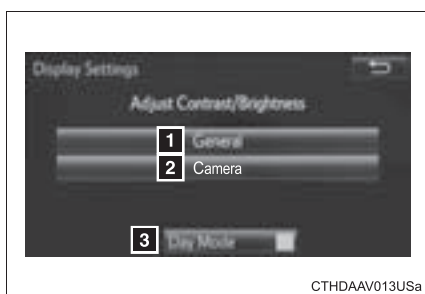 Display Settings
Adjust Contrast/Brightness
1 General
2 Camera
3 Day Mode
CTHDAAV013USa